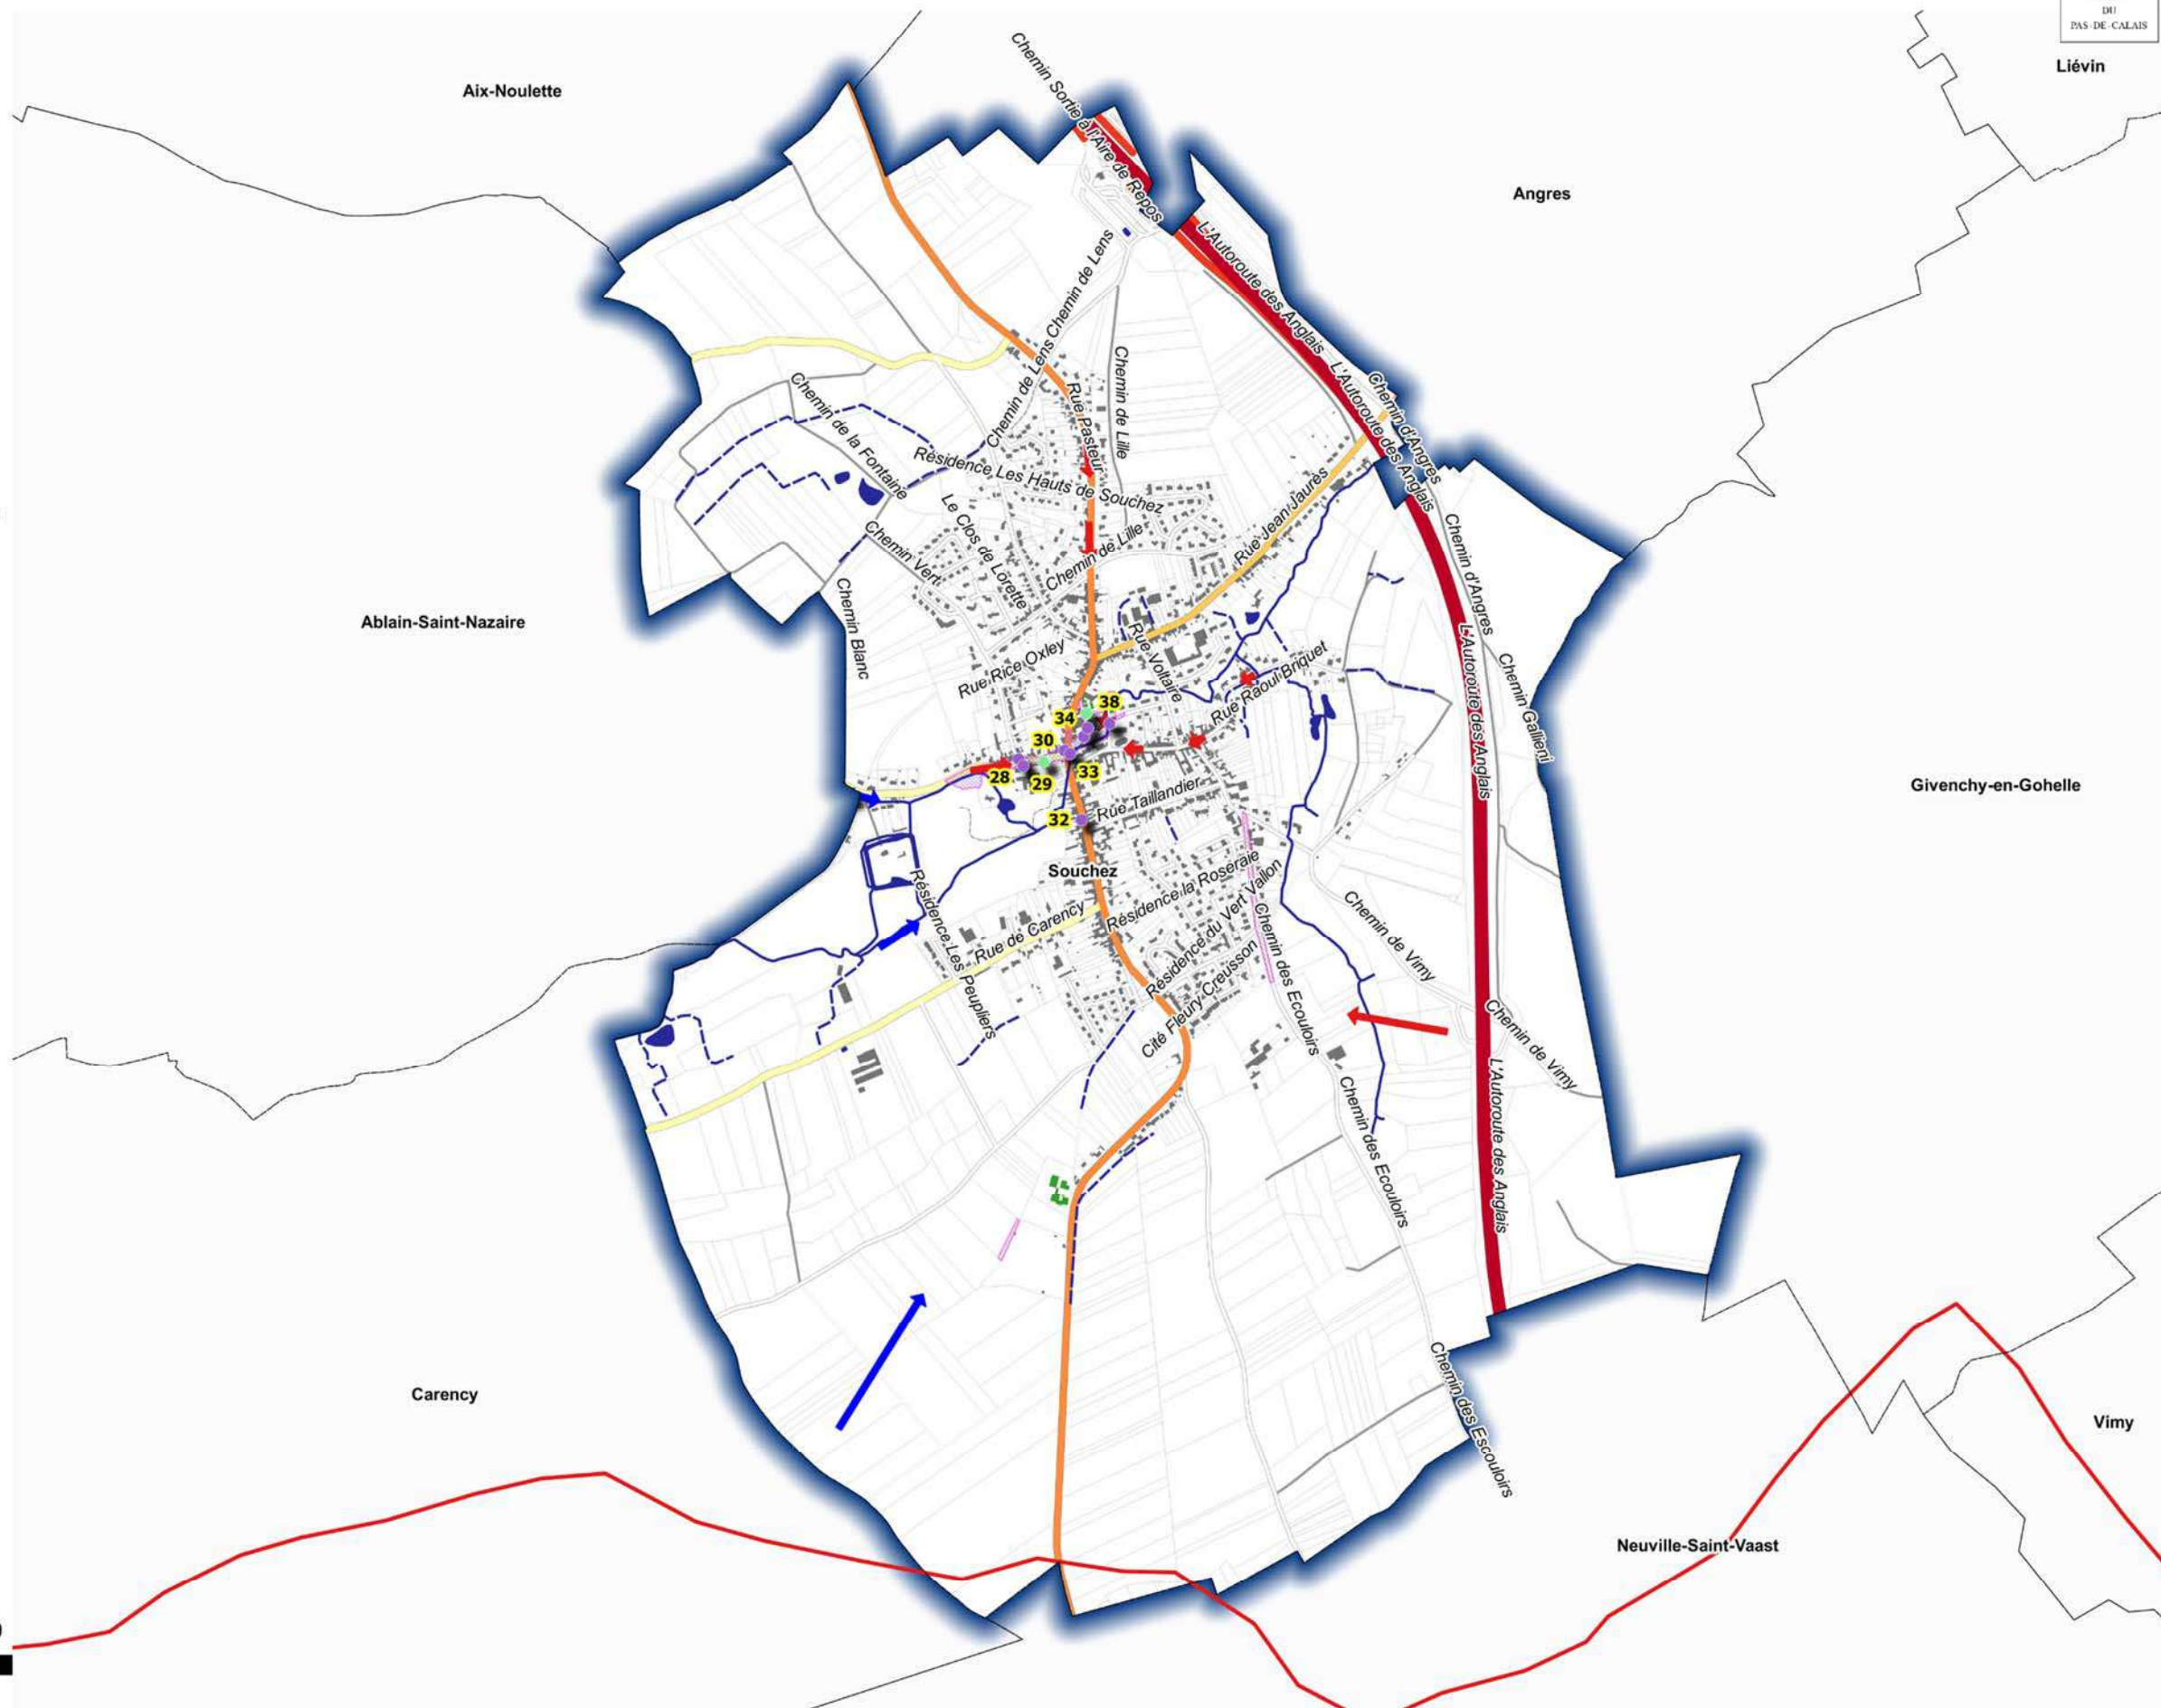 DU
PAS-DE-CALAIS
Liévin
Aix-Noulette
Angres
Chemin Sortie à l'Aire de Repos
L'Autoroute des Anglais
Chemin de Lens
Chemin de Lens
L'Autoroute des Anglais
Chemin d'Angres
Chemin de Lille
Rue Pasteur
Chemin de la Fontaine
Résidence Les Hauts de Souchez
Rue Jean Jaurès
Le Clos de Lorette
Chemin Vert
Chemin de Lille
Chemin d'Angres
Chemin Blanc
Ablain-Saint-Nazaire
Rue Rice Oxley
Rue Voltaire
Rue Raoul Briquet
L'Autoroute des Anglais
Chemin Gallieni
38
34
30
33
28
29
32
Rue Taillandier
Givenchy-en-Gohelle
Souchez
Résidence la Roseraie
Résidence du Vert Vallon
Résidence Les Peupliers
Rue de Carency
Chemin des Ecouloirs
Chemin de Vimy
Cité Fleury Creusson
Chemin de Vimy
L'Autoroute des Anglais
Chemin des Ecouloirs
Chemin des Escouloirs
Carency
Vimy
Neuville-Saint-Vaast